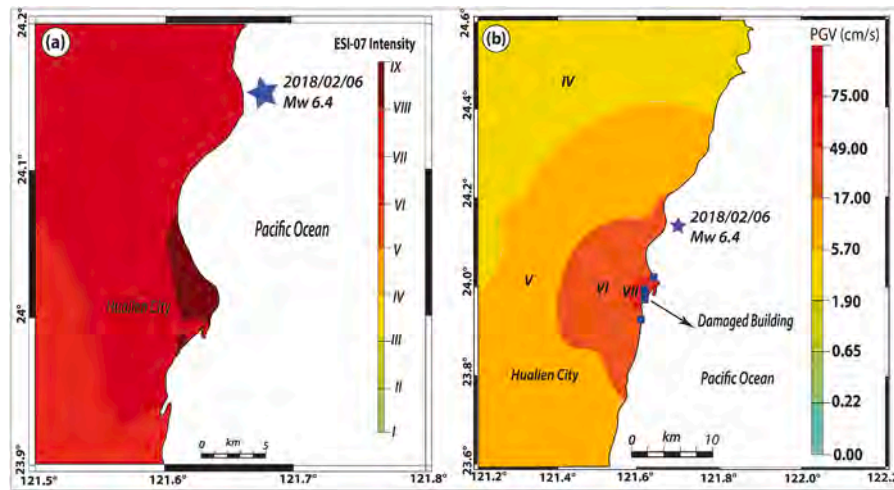 (a)
ESI-07 Intensity
IX
VIII
VII
VI
V
IV
III
II
I
2018/02/06
Mw 6.4
Pacific Ocean
Hualien City
0 km 5
24.2°
24.1°
24°
23.9°
121.5°
121.6°
121.7°
121.8°
(b)
PGV (cm/s)
75.00
49.00
17.00
5.70
1.90
0.65
0.22
0.00
IV
2018/02/06
Mw 6.4
V
VI
VII
Damaged Building
Hualien City
Pacific Ocean
0 km 10
24.6°
24.4°
24.2°
24.0°
23.8°
23.6°
121.2°
121.4°
121.6°
121.8°
122.0°
122.2°